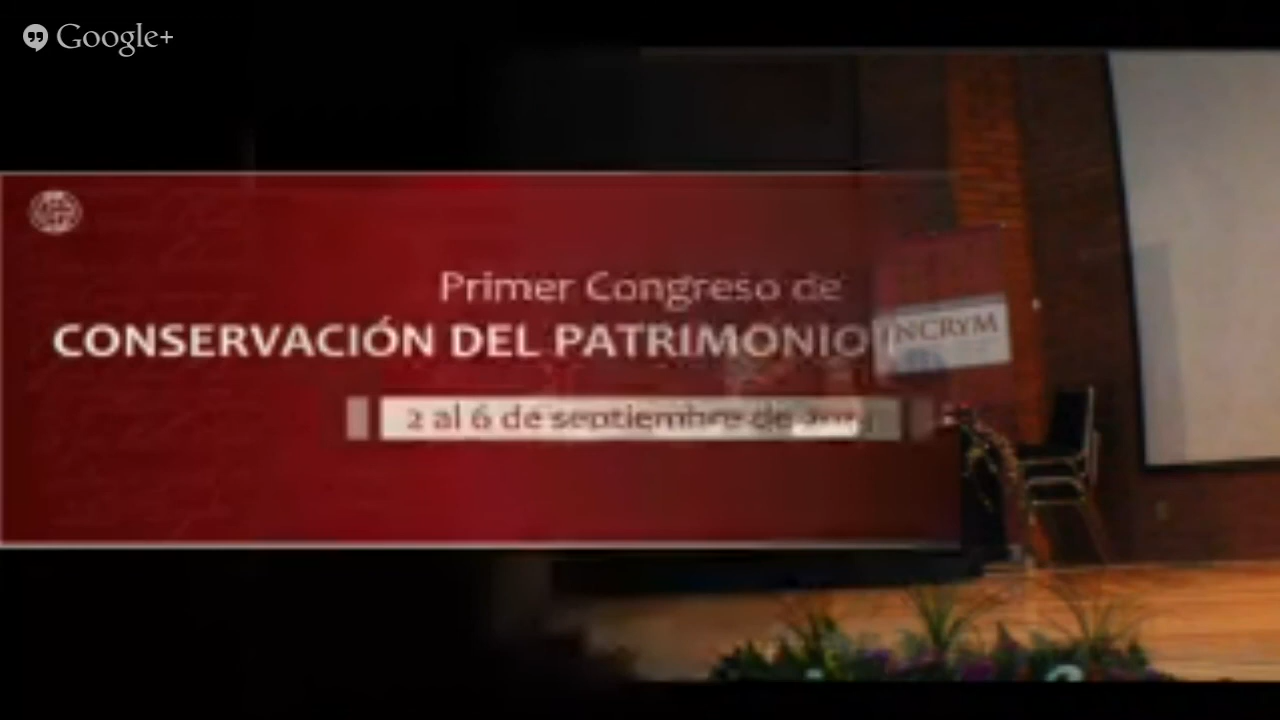 Google+
Primer Congreso de
CONSERVACIÓN DEL PATRIMONIO
INCRYM
2 al 6 de septiembre de